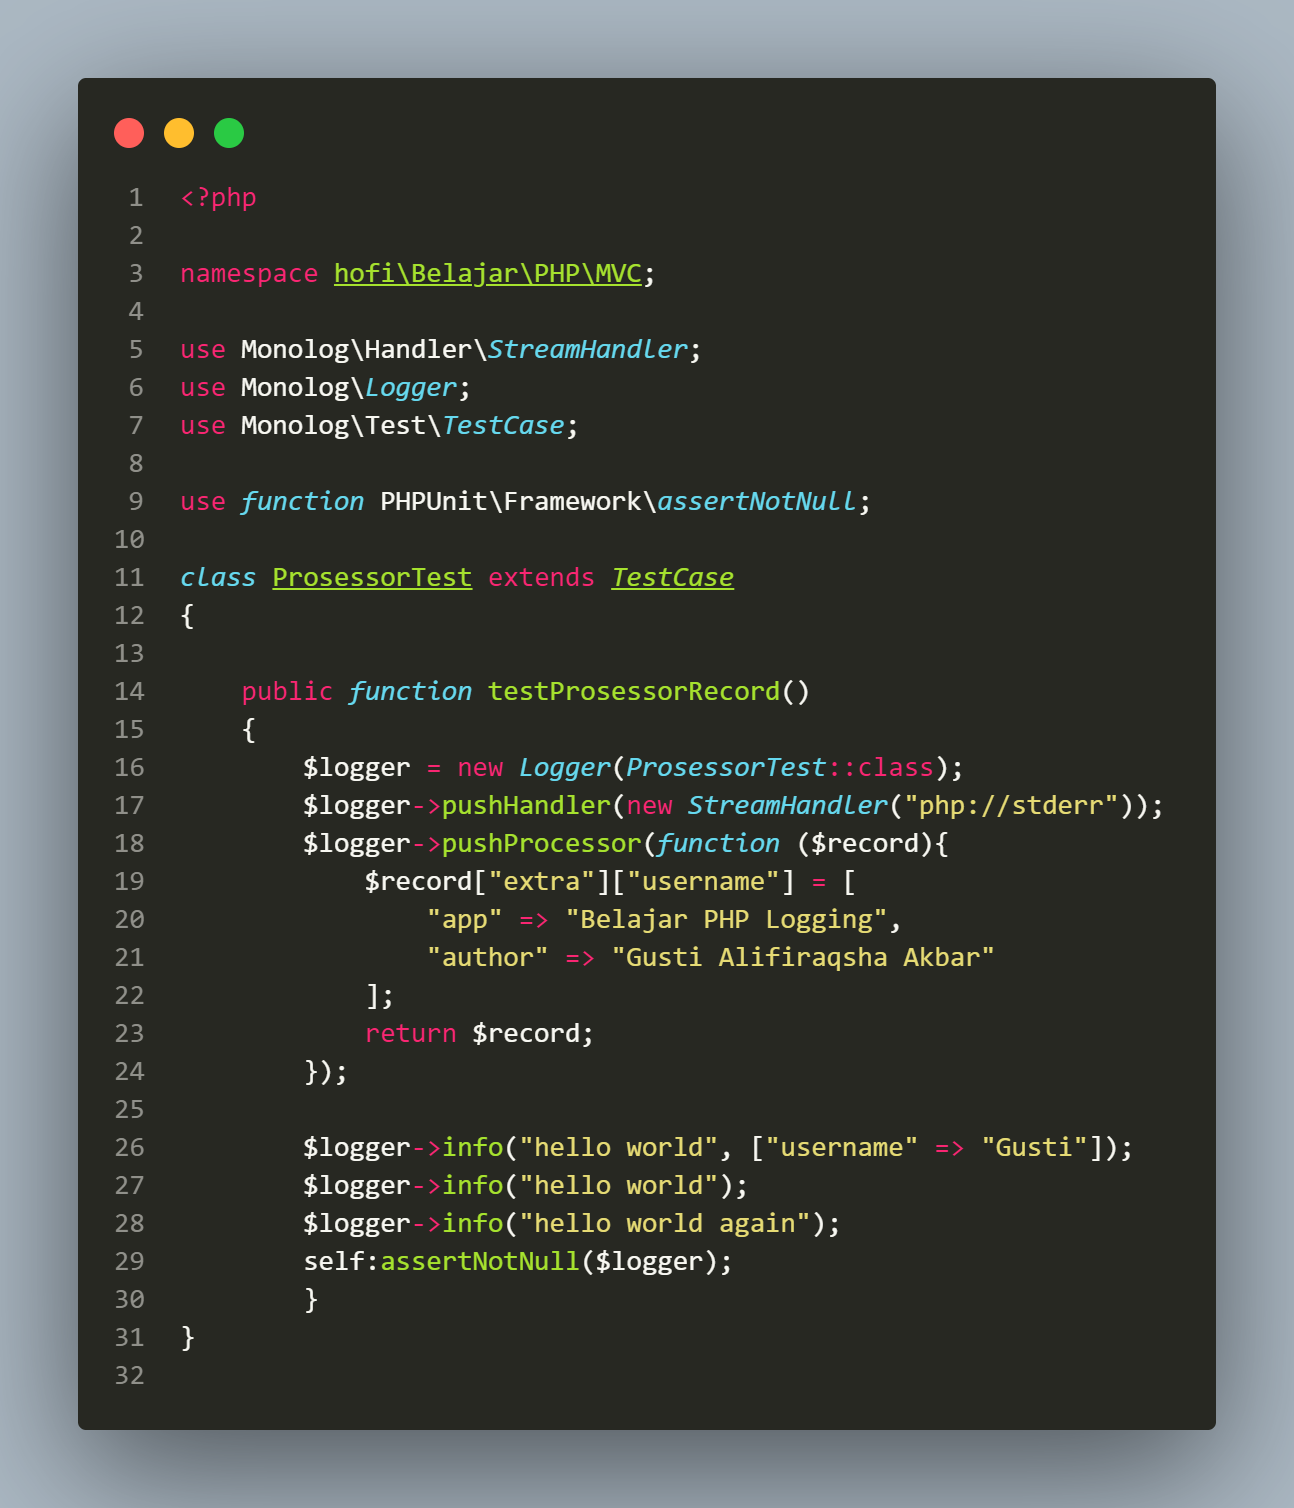 1 <?php
2
3 namespace hofi\Belajar\PHP\MVC;
4
5 use Monolog\Handler\StreamHandler;
6 use Monolog\Logger;
7 use Monolog\Test\TestCase;
8
9 use function PHPUnit\Framework\assertNotNull;
10
11 class ProsessorTest extends TestCase
12 {
13
14     public function testProsessorRecord()
15     {
16         $logger = new Logger(ProsessorTest::class);
17         $logger->pushHandler(new StreamHandler("php://stderr"));
18         $logger->pushProcessor(function ($record){
19             $record["extra"]["username"] = [
20                 "app" => "Belajar PHP Logging",
21                 "author" => "Gusti Alifiraqsha Akbar"
22             ];
23             return $record;
24         });
25
26         $logger->info("hello world", ["username" => "Gusti"]);
27         $logger->info("hello world");
28         $logger->info("hello world again");
29         self:assertNotNull($logger);
30         }
31 }
32